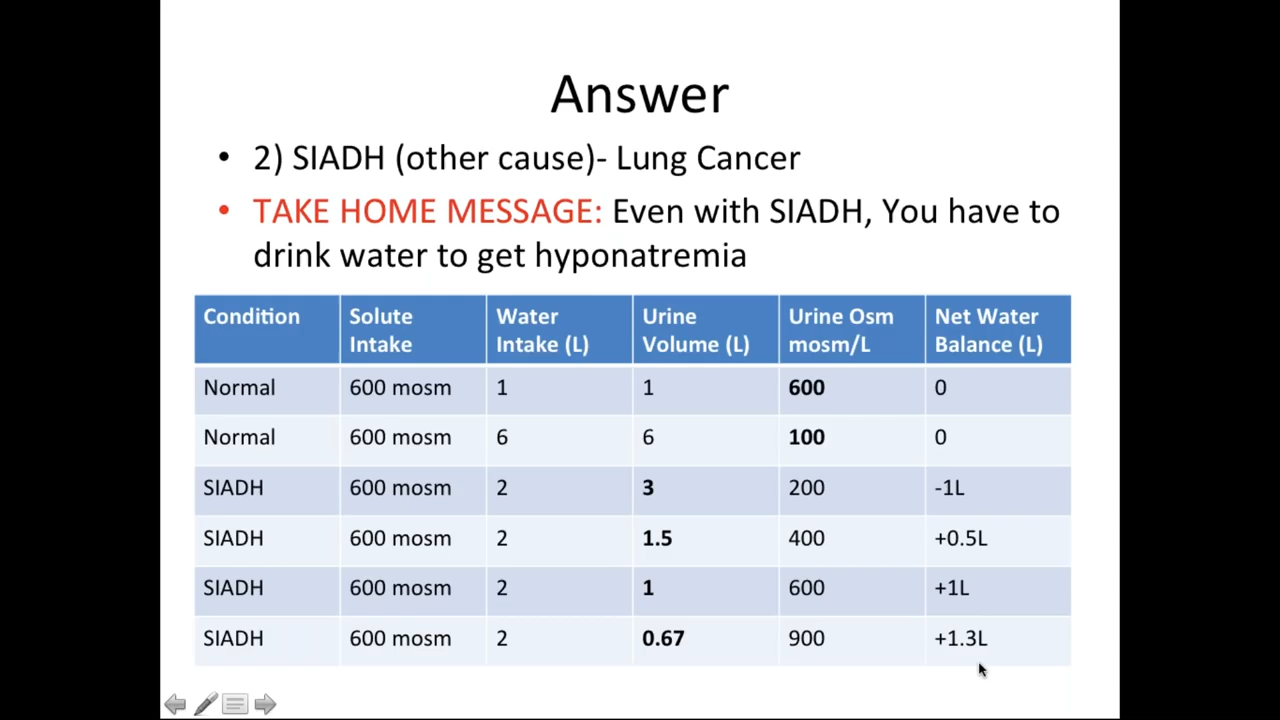 Answer
• 2) SIADH (other cause)- Lung Cancer
• TAKE HOME MESSAGE: Even with SIADH, You have to
drink water to get hyponatremia
Condition Solute Intake Water Intake (L) Urine Volume (L) Urine Osm mosm/L Net Water Balance (L)
Normal 600 mosm 1 1 600 0
Normal 600 mosm 6 6 100 0
SIADH 600 mosm 2 3 200 -1L
SIADH 600 mosm 2 1.5 400 +0.5L
SIADH 600 mosm 2 1 600 +1L
SIADH 600 mosm 2 0.67 900 +1.3L